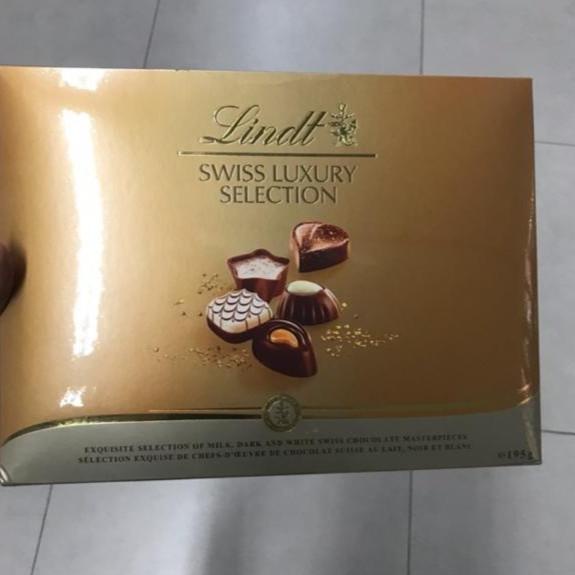 Lindt
SWISS LUXURY
SELECTION
EXQUISITE SELECTION OF MILK, DARK AND WHITE SWISS CHOCOLATE MASTERPIECES
SÉLECTION EXQUISE DE CHEFS-D'ŒUVRE DE CHOCOLAT SUISSE AU LAIT, NOIR ET BLANC
℮195g